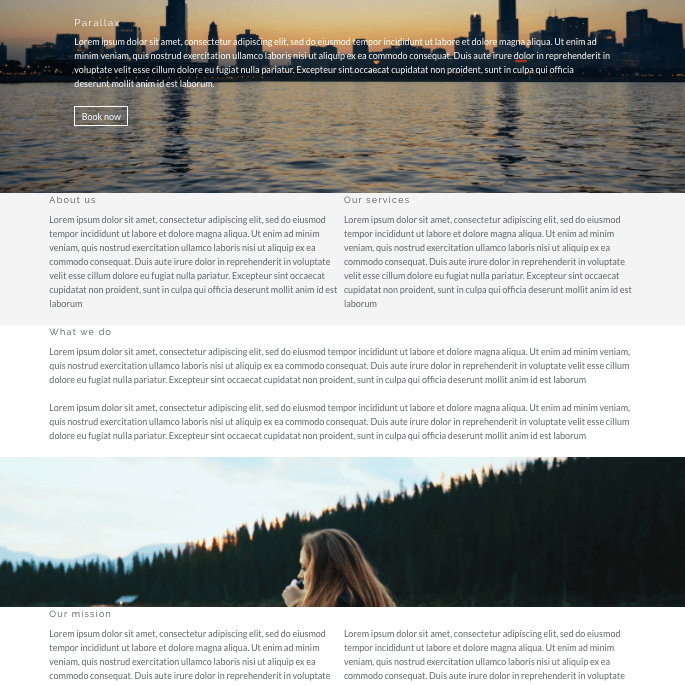 Parallax
Lorem ipsum dolor sit amet, consectetur adipiscing elit, sed do eiusmod tempor incididunt ut labore et dolore magna aliqua. Ut enim ad
minim veniam, quis nostrud exercitation ullamco laboris nisi ut aliquip ex ea commodo consequat. Duis aute irure dolor in reprehenderit in
voluptate velit esse cillum dolore eu fugiat nulla pariatur. Excepteur sint occaecat cupidatat non proident, sunt in culpa qui officia
deserunt mollit anim id est laborum.
Book now
About us
Lorem ipsum dolor sit amet, consectetur adipiscing elit, sed do eiusmod
tempor incididunt ut labore et dolore magna aliqua. Ut enim ad minim
veniam, quis nostrud exercitation ullamco laboris nisi ut aliquip ex ea
commodo consequat. Duis aute irure dolor in reprehenderit in voluptate
velit esse cillum dolore eu fugiat nulla pariatur. Excepteur sint occaecat
cupidatat non proident, sunt in culpa qui officia deserunt mollit anim id est
laborum
Our services
Lorem ipsum dolor sit amet, consectetur adipiscing elit, sed do eiusmod
tempor incididunt ut labore et dolore magna aliqua. Ut enim ad minim
veniam, quis nostrud exercitation ullamco laboris nisi ut aliquip ex ea
commodo consequat. Duis aute irure dolor in reprehenderit in voluptate
velit esse cillum dolore eu fugiat nulla pariatur. Excepteur sint occaecat
cupidatat non proident, sunt in culpa qui officia deserunt mollit anim id est
laborum
What we do
Lorem ipsum dolor sit amet, consectetur adipiscing elit, sed do eiusmod tempor incididunt ut labore et dolore magna aliqua. Ut enim ad minim veniam,
quis nostrud exercitation ullamco laboris nisi ut aliquip ex ea commodo consequat. Duis aute irure dolor in reprehenderit in voluptate velit esse cillum
dolore eu fugiat nulla pariatur. Excepteur sint occaecat cupidatat non proident, sunt in culpa qui officia deserunt mollit anim id est laborum
Lorem ipsum dolor sit amet, consectetur adipiscing elit, sed do eiusmod tempor incididunt ut labore et dolore magna aliqua. Ut enim ad minim veniam,
quis nostrud exercitation ullamco laboris nisi ut aliquip ex ea commodo consequat. Duis aute irure dolor in reprehenderit in voluptate velit esse cillum
dolore eu fugiat nulla pariatur. Excepteur sint occaecat cupidatat non proident, sunt in culpa qui officia deserunt mollit anim id est laborum
Our mission
Lorem ipsum dolor sit amet, consectetur adipiscing elit, sed do eiusmod
tempor incididunt ut labore et dolore magna aliqua. Ut enim ad minim
veniam, quis nostrud exercitation ullamco laboris nisi ut aliquip ex ea
commodo consequat. Duis aute irure dolor in reprehenderit in voluptate
Lorem ipsum dolor sit amet, consectetur adipiscing elit, sed do eiusmod
tempor incididunt ut labore et dolore magna aliqua. Ut enim ad minim
veniam, quis nostrud exercitation ullamco laboris nisi ut aliquip ex ea
commodo consequat. Duis aute irure dolor in reprehenderit in voluptate